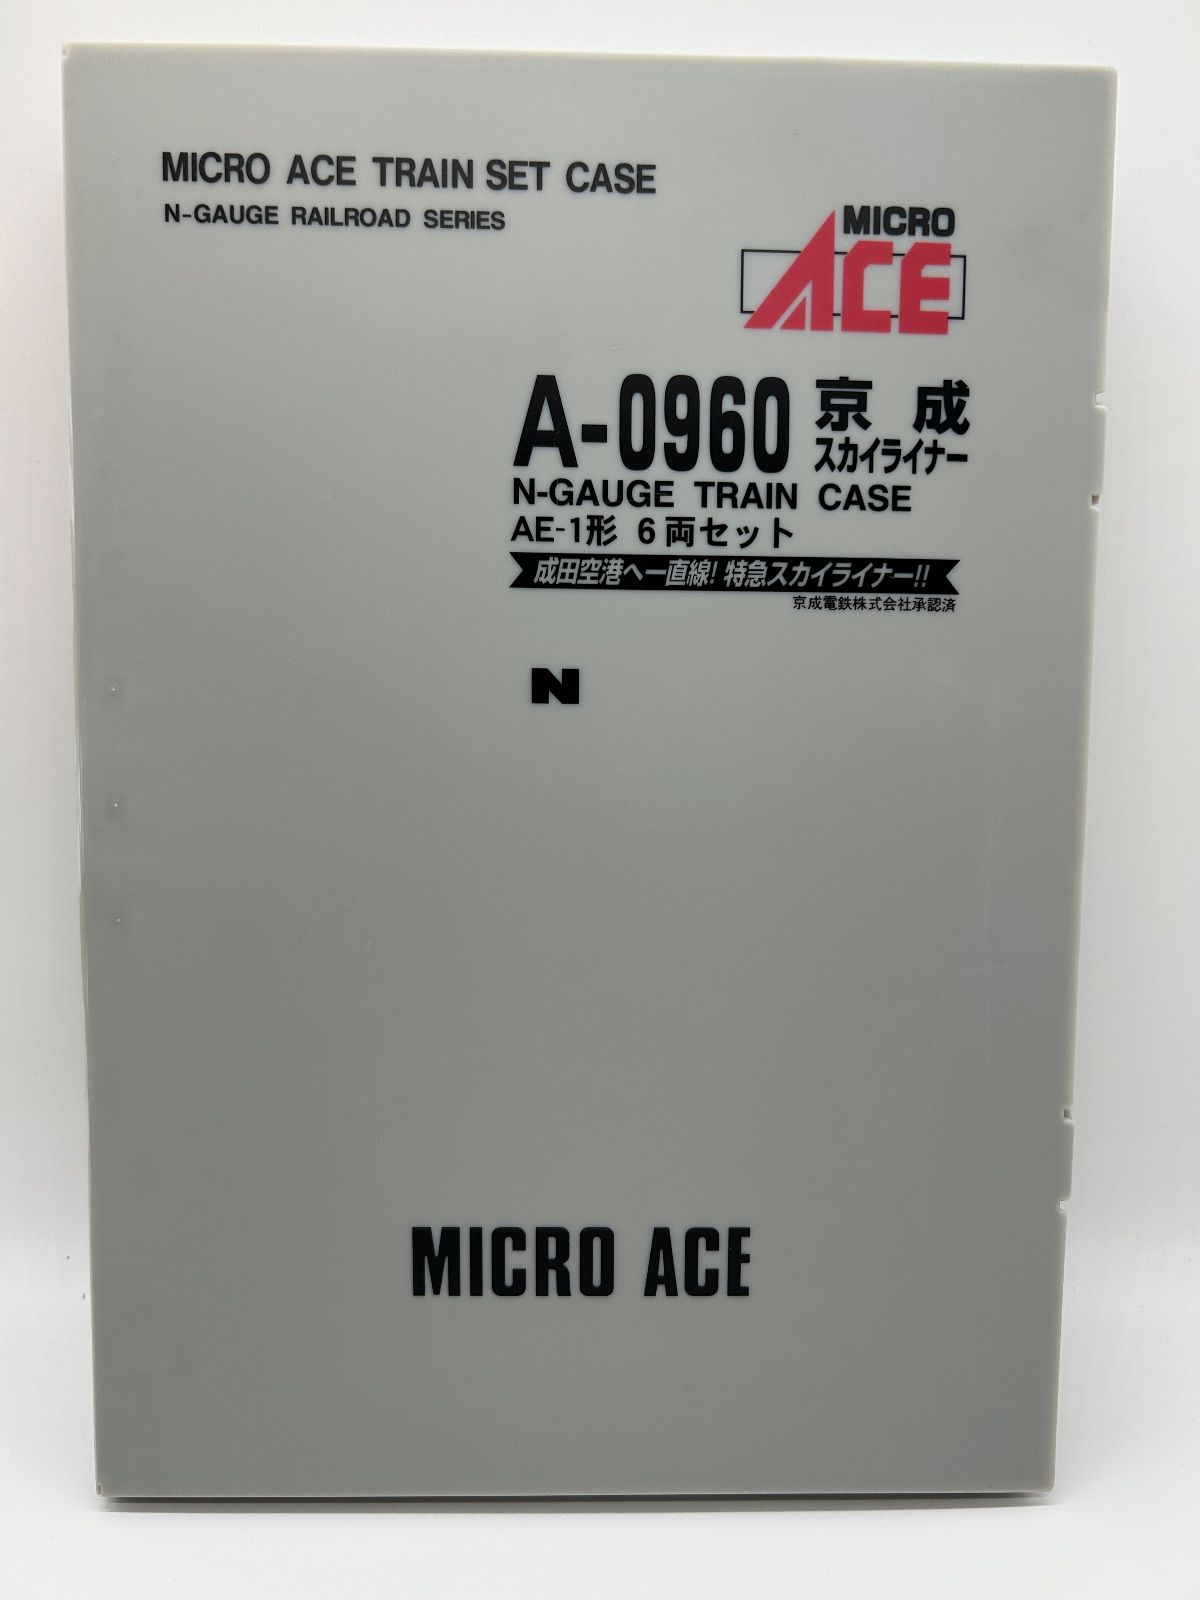 MICRO ACE TRAIN SET CASE
N-GAUGE RAILROAD SERIES
MICRO
ACE
A-0960 京成
スカイライナー
N-GAUGE TRAIN CASE
AE-1形 6両セット
成田空港へ一直線! 特急スカイライナー!!
京成電鉄株式会社承認済
N
MICRO ACE